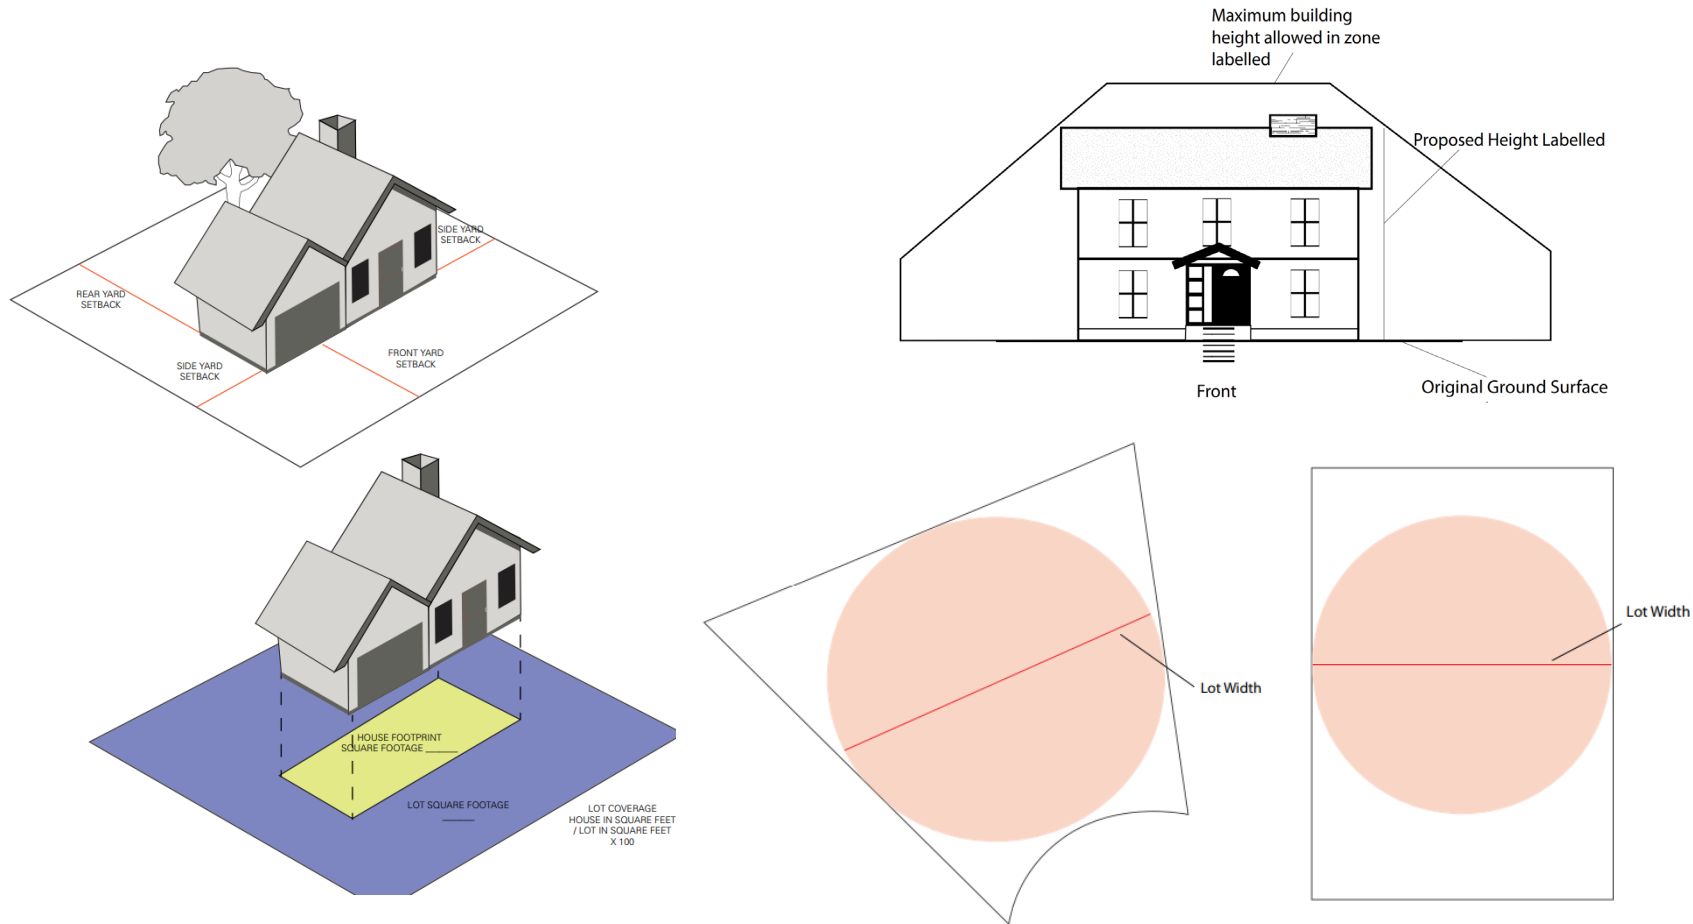 SIDE YARD
SETBACK
REAR YARD
SETBACK
FRONT YARD
SETBACK
SIDE YARD
SETBACK
Maximum building
height allowed in zone
labelled
Proposed Height Labelled
Original Ground Surface
Front
HOUSE FOOTPRINT
SQUARE FOOTAGE ______
LOT SQUARE FOOTAGE
______
LOT COVERAGE
HOUSE IN SQUARE FEET
/ LOT IN SQUARE FEET
X 100
Lot Width
Lot Width